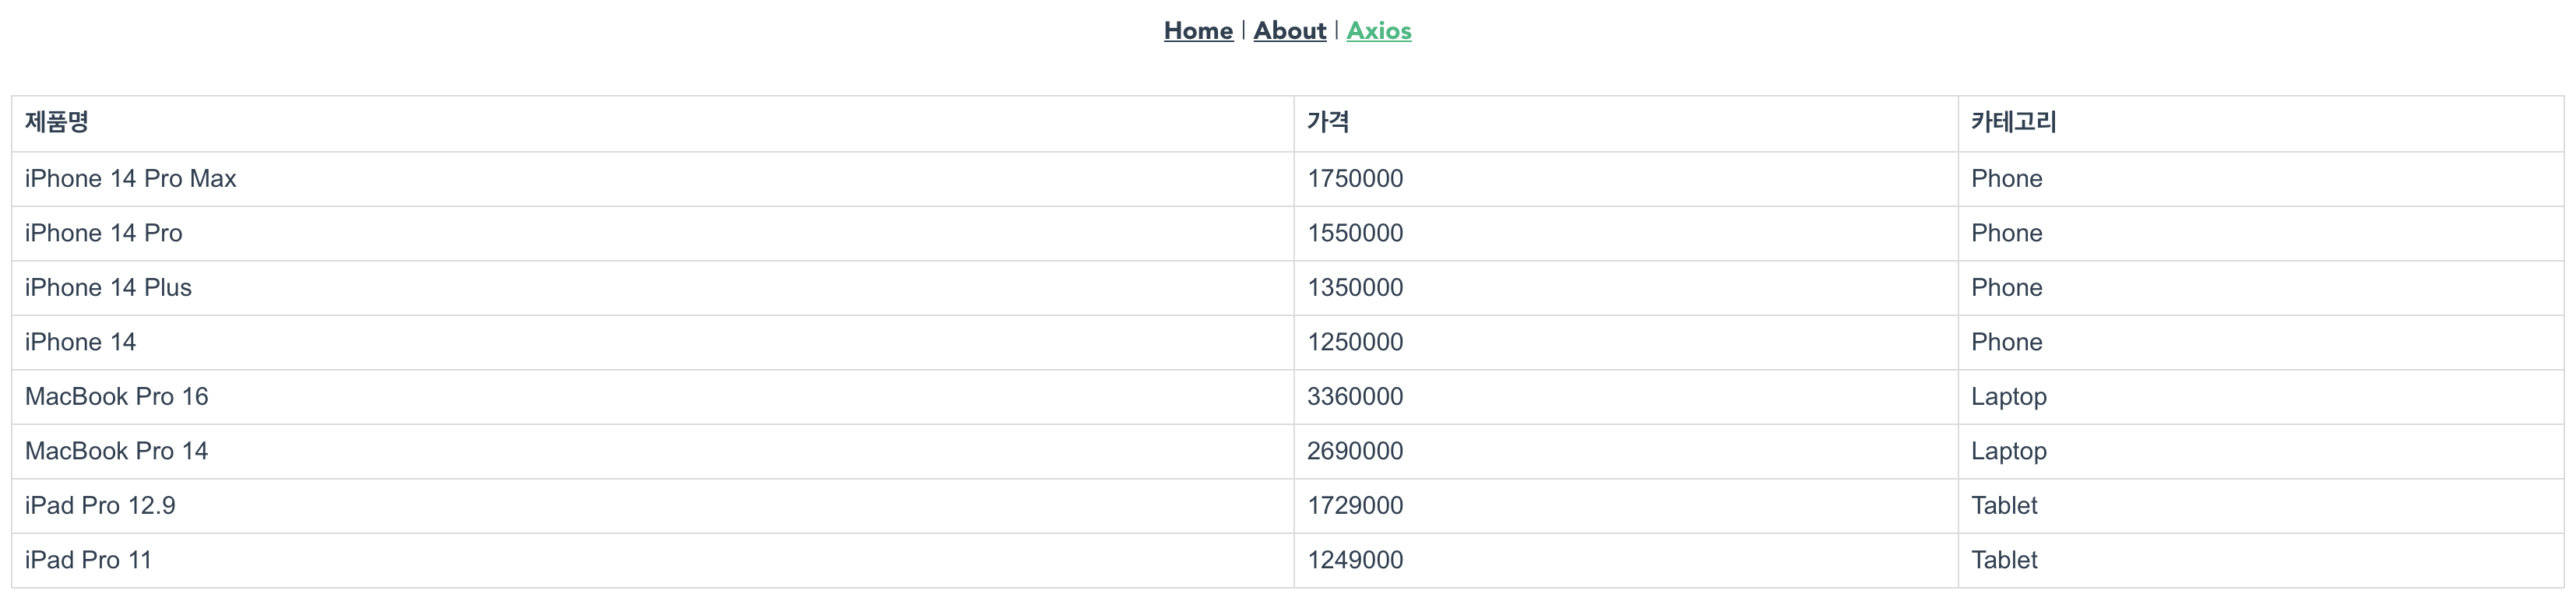 Home | About | Axios
제품명 가격 카테고리
iPhone 14 Pro Max 1750000 Phone
iPhone 14 Pro 1550000 Phone
iPhone 14 Plus 1350000 Phone
iPhone 14 1250000 Phone
MacBook Pro 16 3360000 Laptop
MacBook Pro 14 2690000 Laptop
iPad Pro 12.9 1729000 Tablet
iPad Pro 11 1249000 Tablet